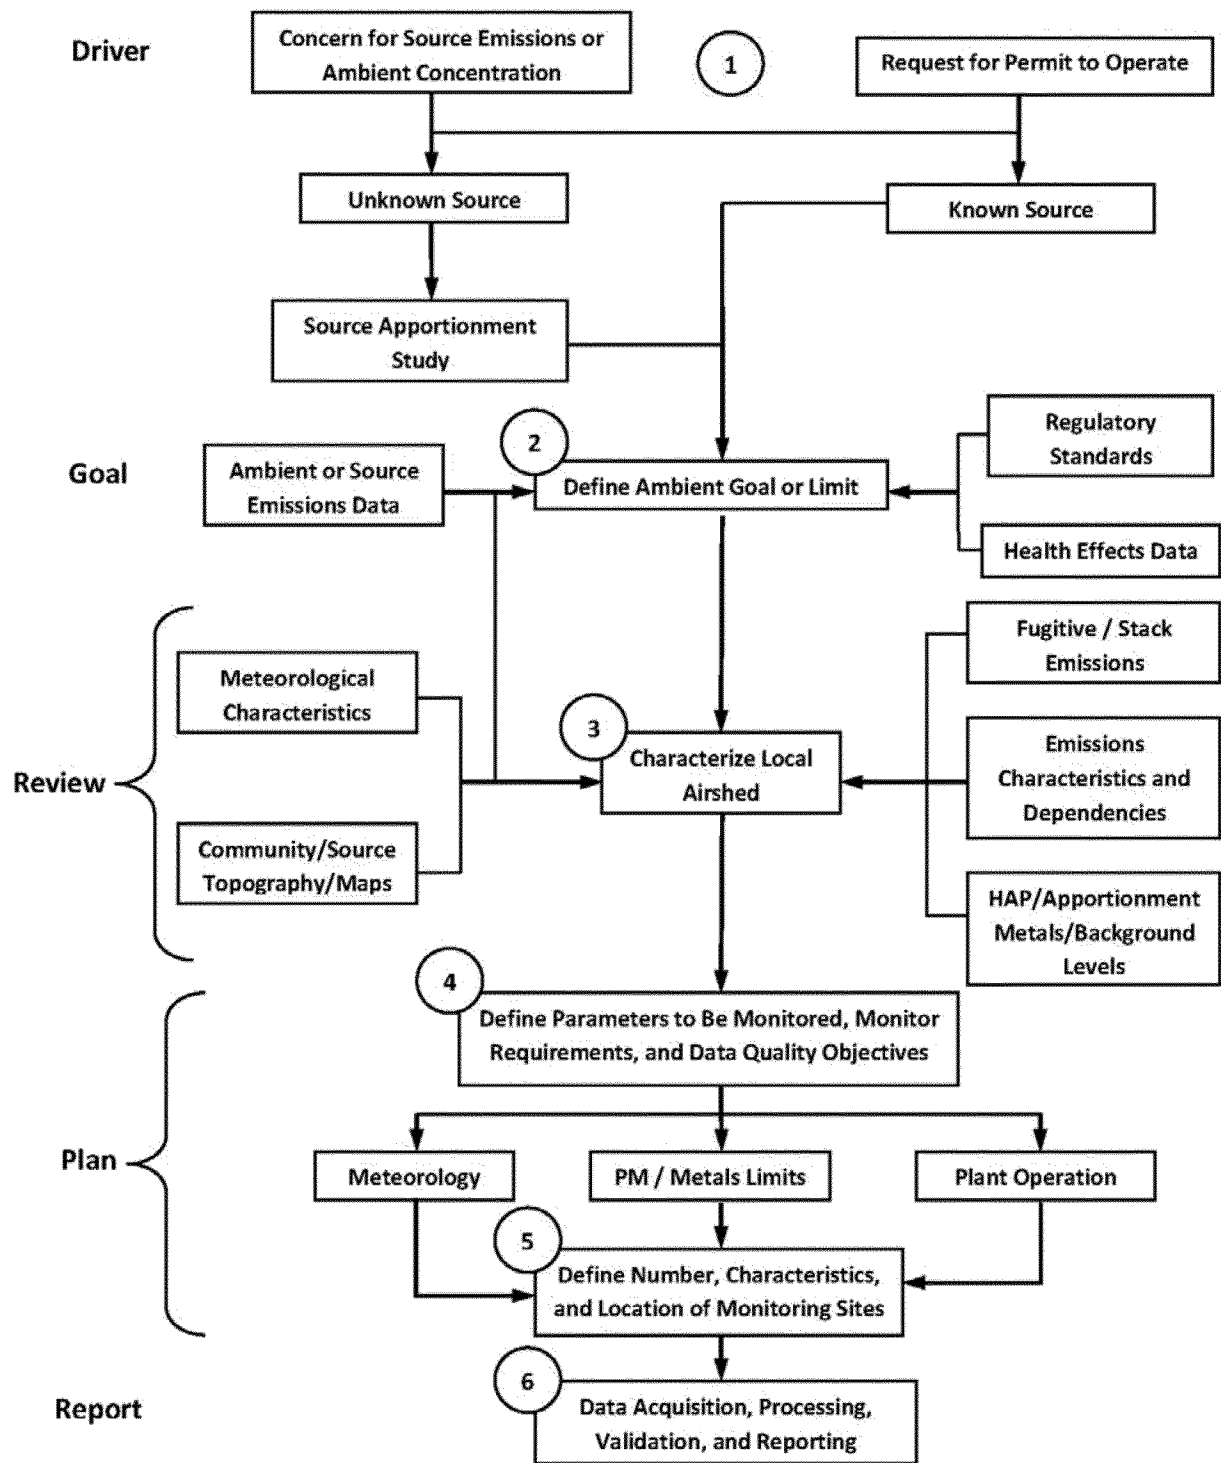 Driver
Concern for Source Emissions or
Ambient Concentration
1
Request for Permit to Operate
Unknown Source
Known Source
Source Apportionment
Study
2
Regulatory
Standards
Goal
Ambient or Source
Emissions Data
Define Ambient Goal or Limit
Health Effects Data
Fugitive / Stack
Emissions
Meteorological
Characteristics
3
Review
Characterize Local
Airshed
Emissions
Characteristics and
Dependencies
Community/Source
Topography/Maps
HAP/Apportionment
Metals/Background
Levels
4
Define Parameters to Be Monitored, Monitor
Requirements, and Data Quality Objectives
Plan
Meteorology
PM / Metals Limits
Plant Operation
5
Define Number, Characteristics,
and Location of Monitoring Sites
6
Report
Data Acquisition, Processing,
Validation, and Reporting